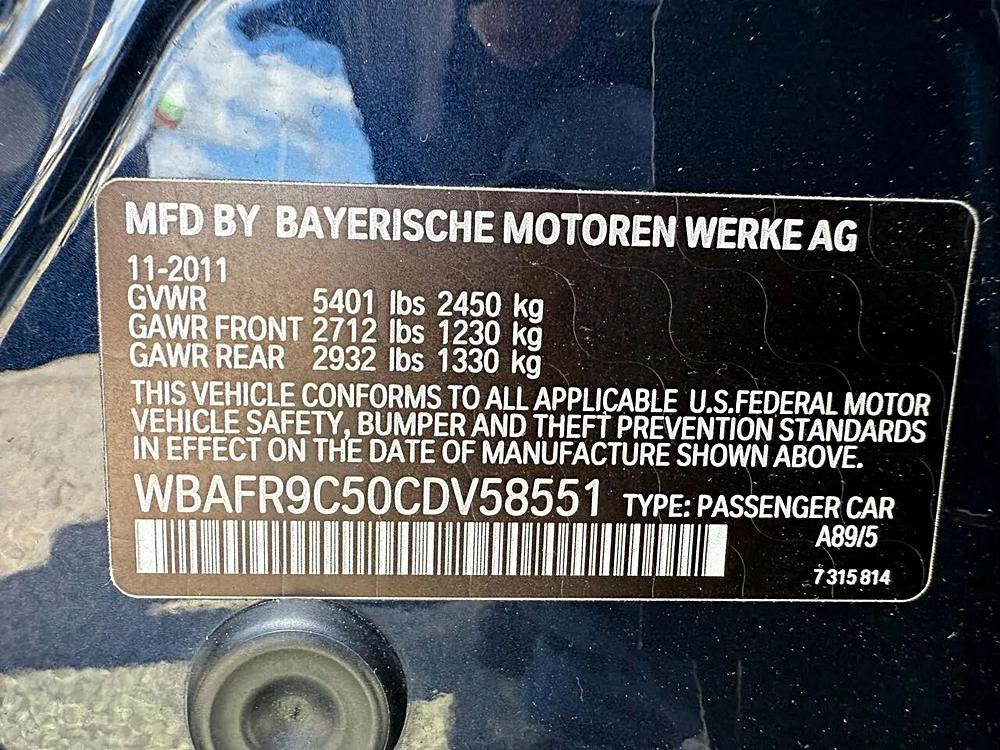 MFD BY BAYERISCHE MOTOREN WERKE AG
11-2011
GVWR 5401 lbs 2450 kg
GAWR FRONT 2712 lbs 1230 kg
GAWR REAR 2932 lbs 1330 kg
THIS VEHICLE CONFORMS TO ALL APPLICABLE U.S.FEDERAL MOTOR
VEHICLE SAFETY, BUMPER AND THEFT PREVENTION STANDARDS
IN EFFECT ON THE DATE OF MANUFACTURE SHOWN ABOVE.
WBAFR9C50CDV58551 TYPE: PASSENGER CAR
A89/5
7 315 814